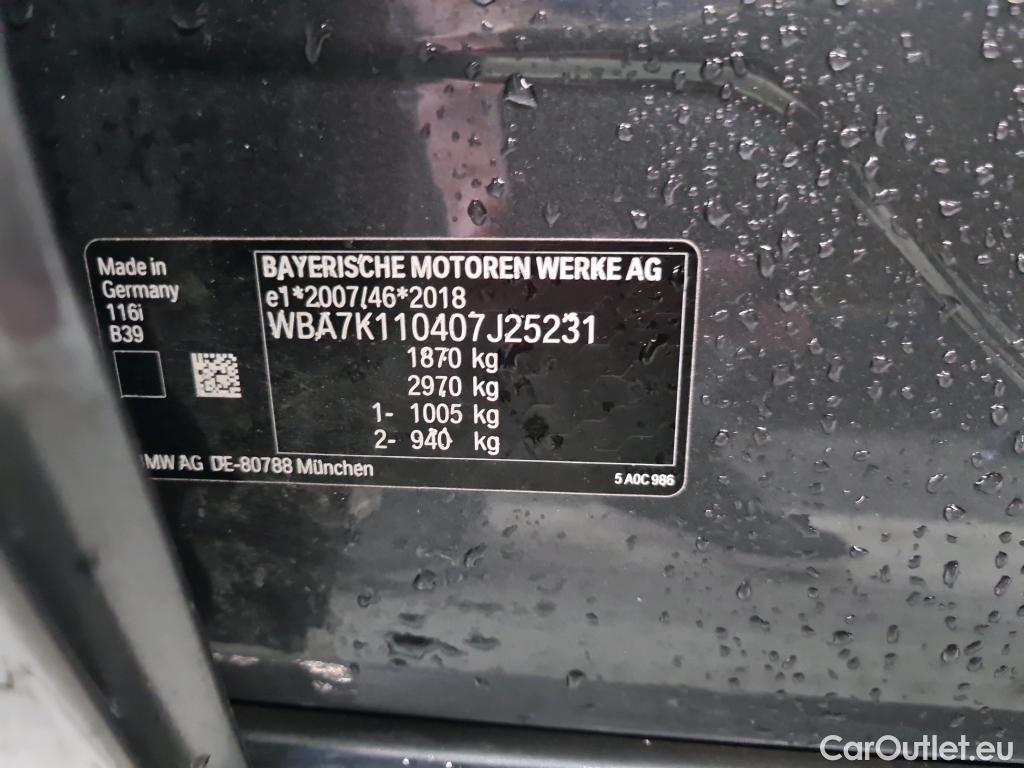 Made in
Germany
116i
B39
BAYERISCHE MOTOREN WERKE AG
e1*2007/46*2018
WBA7K110407J25231
1870 kg
2970 kg
1- 1005 kg
2- 940 kg
MW AG DE-80788 München
5 A0C 986
CarOutlet.eu